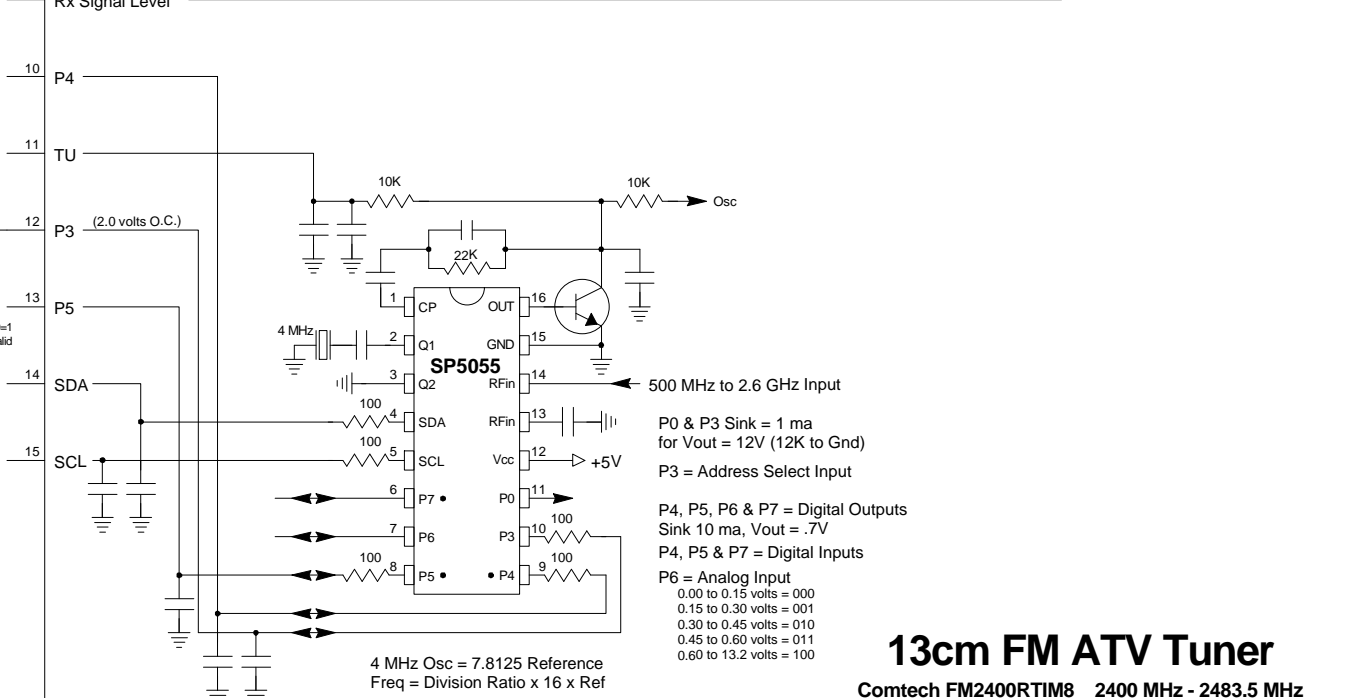 Rx Signal Level
10 P4
11 TU
10K 10K
Osc
12 P3 (2.0 volts O.C.)
22K
13 P5
1 CP OUT 16
=1
4 MHz
2 Q1 GND 15
SP5055
14 SDA
3 Q2 RFin 14
500 MHz to 2.6 GHz Input
100
4 SDA RFin 13
P0 & P3 Sink = 1 ma
for Vout = 12V (12K to Gnd)
100
15 SCL
5 SCL Vcc 12 +5V
P3 = Address Select Input
6 P7 P0 11
P4, P5, P6 & P7 = Digital Outputs
Sink 10 ma, Vout = .7V
7 P6 P3 10 100
P4, P5 & P7 = Digital Inputs
100 8 P5 P4 9 100
P6 = Analog Input
0.00 to 0.15 volts = 000
0.15 to 0.30 volts = 001
0.30 to 0.45 volts = 010
0.45 to 0.60 volts = 011
0.60 to 13.2 volts = 100
4 MHz Osc = 7.8125 Reference
Freq = Division Ratio x 16 x Ref
13cm FM ATV Tuner
Comtech FM2400RTIM8 2400 MHz - 2483.5 MHz